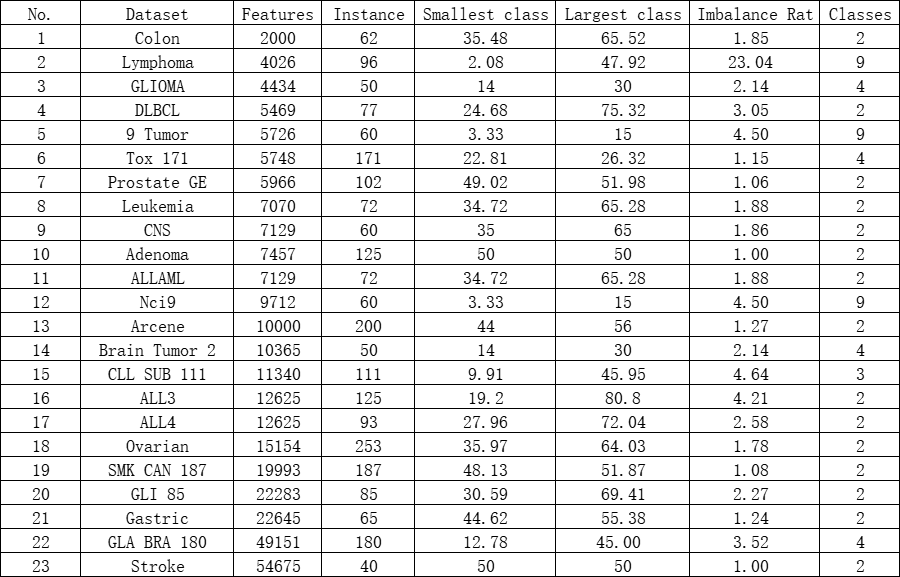 No. Dataset Features Instance Smallest class Largest class Imbalance Rat Classes
1 Colon 2000 62 35.48 65.52 1.85 2
2 Lymphoma 4026 96 2.08 47.92 23.04 9
3 GLIOMA 4434 50 14 30 2.14 4
4 DLBCL 5469 77 24.68 75.32 3.05 2
5 9 Tumor 5726 60 3.33 15 4.50 9
6 Tox 171 5748 171 22.81 26.32 1.15 4
7 Prostate GE 5966 102 49.02 51.98 1.06 2
8 Leukemia 7070 72 34.72 65.28 1.88 2
9 CNS 7129 60 35 65 1.86 2
10 Adenoma 7457 125 50 50 1.00 2
11 ALLAML 7129 72 34.72 65.28 1.88 2
12 Nci9 9712 60 3.33 15 4.50 9
13 Arcene 10000 200 44 56 1.27 2
14 Brain Tumor 2 10365 50 14 30 2.14 4
15 CLL SUB 111 11340 111 9.91 45.95 4.64 3
16 ALL3 12625 125 19.2 80.8 4.21 2
17 ALL4 12625 93 27.96 72.04 2.58 2
18 Ovarian 15154 253 35.97 64.03 1.78 2
19 SMK CAN 187 19993 187 48.13 51.87 1.08 2
20 GLI 85 22283 85 30.59 69.41 2.27 2
21 Gastric 22645 65 44.62 55.38 1.24 2
22 GLA BRA 180 49151 180 12.78 45.00 3.52 4
23 Stroke 54675 40 50 50 1.00 2